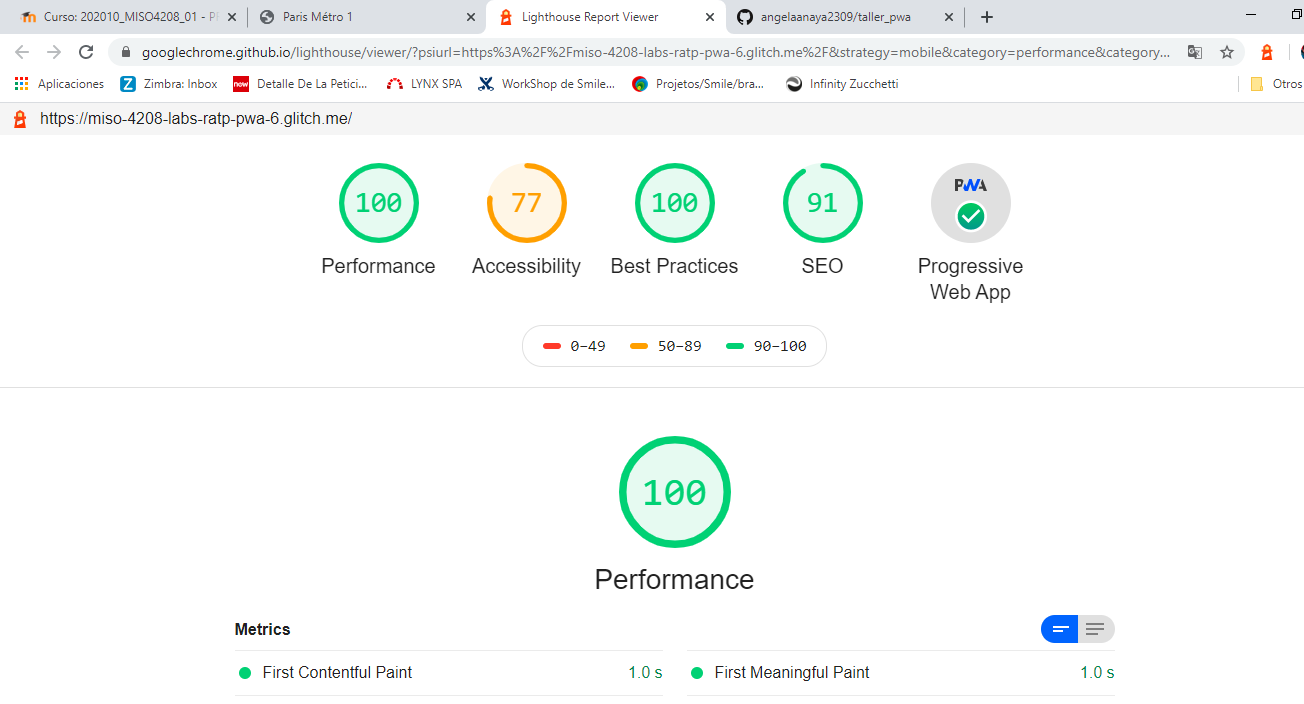 Curso: 202010_MISO4208_01 - P
Paris Métro 1
Lighthouse Report Viewer
angelaanaya2309/taller_pwa
googlechrome.github.io/lighthouse/viewer/?psiurl=https%3A%2F%2Fmiso-4208-labs-ratp-pwa-6.glitch.me%2F&strategy=mobile&category=performance&category...
Aplicaciones
Zimbra: Inbox
now
Detalle De La Petici...
LYNX SPA
WorkShop de Smile...
Projetos/Smile/bra...
Infinity Zucchetti
Otros
https://miso-4208-labs-ratp-pwa-6.glitch.me/
100
77
100
91
PWA
Performance
Accessibility
Best Practices
SEO
Progressive
Web App
0–49
50–89
90–100
100
Performance
Metrics
First Contentful Paint
1.0 s
First Meaningful Paint
1.0 s